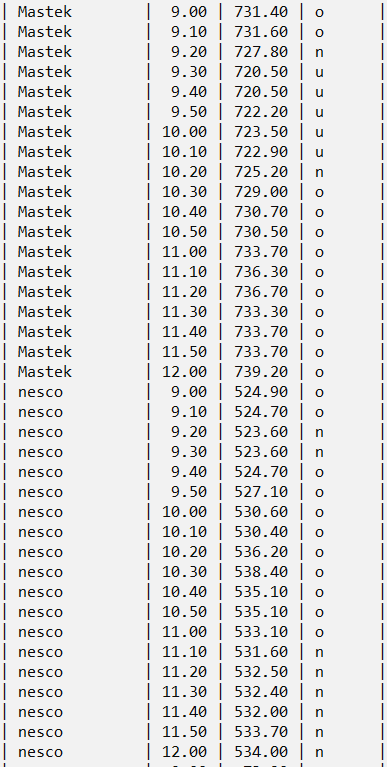 | Mastek | 9.00 | 731.40 | o |
| Mastek | 9.10 | 731.60 | o |
| Mastek | 9.20 | 727.80 | n |
| Mastek | 9.30 | 720.50 | u |
| Mastek | 9.40 | 720.50 | u |
| Mastek | 9.50 | 722.20 | u |
| Mastek | 10.00 | 723.50 | u |
| Mastek | 10.10 | 722.90 | u |
| Mastek | 10.20 | 725.20 | n |
| Mastek | 10.30 | 729.00 | o |
| Mastek | 10.40 | 730.70 | o |
| Mastek | 10.50 | 730.50 | o |
| Mastek | 11.00 | 733.70 | o |
| Mastek | 11.10 | 736.30 | o |
| Mastek | 11.20 | 736.70 | o |
| Mastek | 11.30 | 733.30 | o |
| Mastek | 11.40 | 733.70 | o |
| Mastek | 11.50 | 733.70 | o |
| Mastek | 12.00 | 739.20 | o |
| nesco | 9.00 | 524.90 | o |
| nesco | 9.10 | 524.70 | o |
| nesco | 9.20 | 523.60 | n |
| nesco | 9.30 | 523.60 | n |
| nesco | 9.40 | 524.70 | o |
| nesco | 9.50 | 527.10 | o |
| nesco | 10.00 | 530.60 | o |
| nesco | 10.10 | 530.40 | o |
| nesco | 10.20 | 536.20 | o |
| nesco | 10.30 | 538.40 | o |
| nesco | 10.40 | 535.10 | o |
| nesco | 10.50 | 535.10 | o |
| nesco | 11.00 | 533.10 | o |
| nesco | 11.10 | 531.60 | n |
| nesco | 11.20 | 532.50 | n |
| nesco | 11.30 | 532.40 | n |
| nesco | 11.40 | 532.00 | n |
| nesco | 11.50 | 533.70 | n |
| nesco | 12.00 | 534.00 | n |